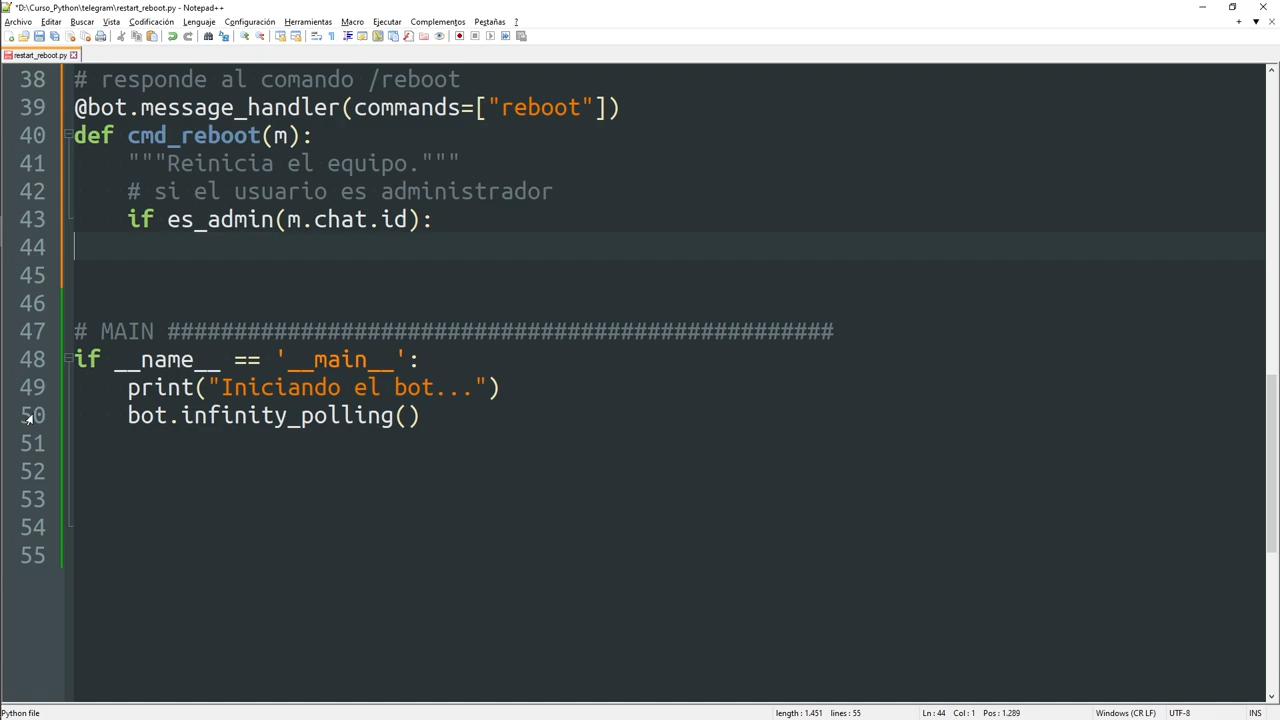 *D:\Curso_Python\telegram\restart_reboot.py - Notepad++
Archivo Editar Buscar Vista Codificación Lenguaje Configuración Herramientas Macro Ejecutar Complementos Pestañas ?
restart_reboot.py
38 # responde al comando /reboot
39 @bot.message_handler(commands=["reboot"])
40 def cmd_reboot(m):
41 """Reinicia el equipo."""
42 # si el usuario es administrador
43 if es_admin(m.chat.id):
44
45
46
47 # MAIN ##################################################
48 if __name__ == '__main__':
49 print("Iniciando el bot...")
50 bot.infinity_polling()
51
52
53
54
55
Python file length : 1.451 lines : 55 Ln : 44 Col : 1 Pos : 1.289 Windows (CR LF) UTF-8 INS